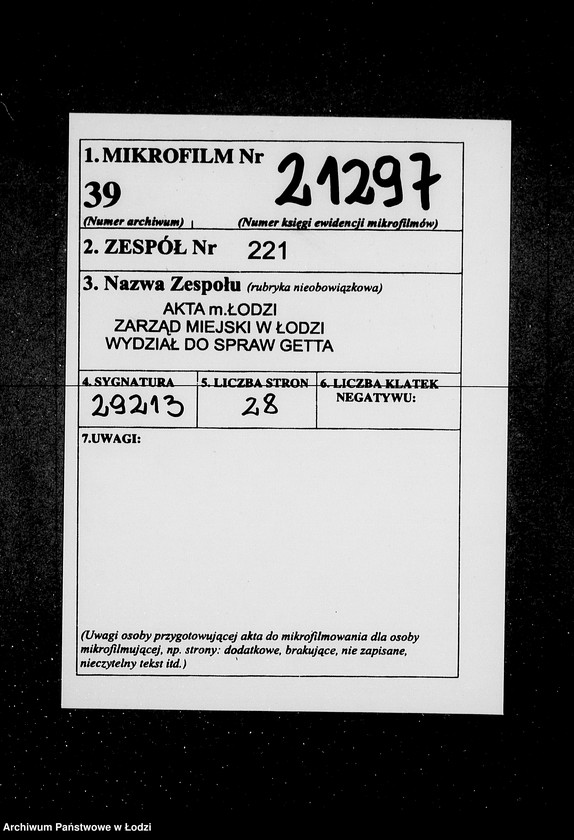 1. MIKROFILM Nr 21297
39
(Numer archiwum) (Numer księgi ewidencji mikrofilmów)
2. ZESPÓŁ Nr 221
3. Nazwa Zespołu (rubryka nieobowiązkowa)
AKTA m.ŁODZI
ZARZĄD MIEJSKI W ŁODZI
WYDZIAŁ DO SPRAW GETTA
4. SYGNATURA 5. LICZBA STRON 6. LICZBA KLATEK
NEGATYWU:
29213 28
7.UWAGI:
(Uwagi osoby przygotowującej akta do mikrofilmowania dla osoby
mikrofilmującej, np. strony: dodatkowe, brakujące, nie zapisane,
nieczytelny tekst itd.)
Archiwum Państwowe w Łodzi